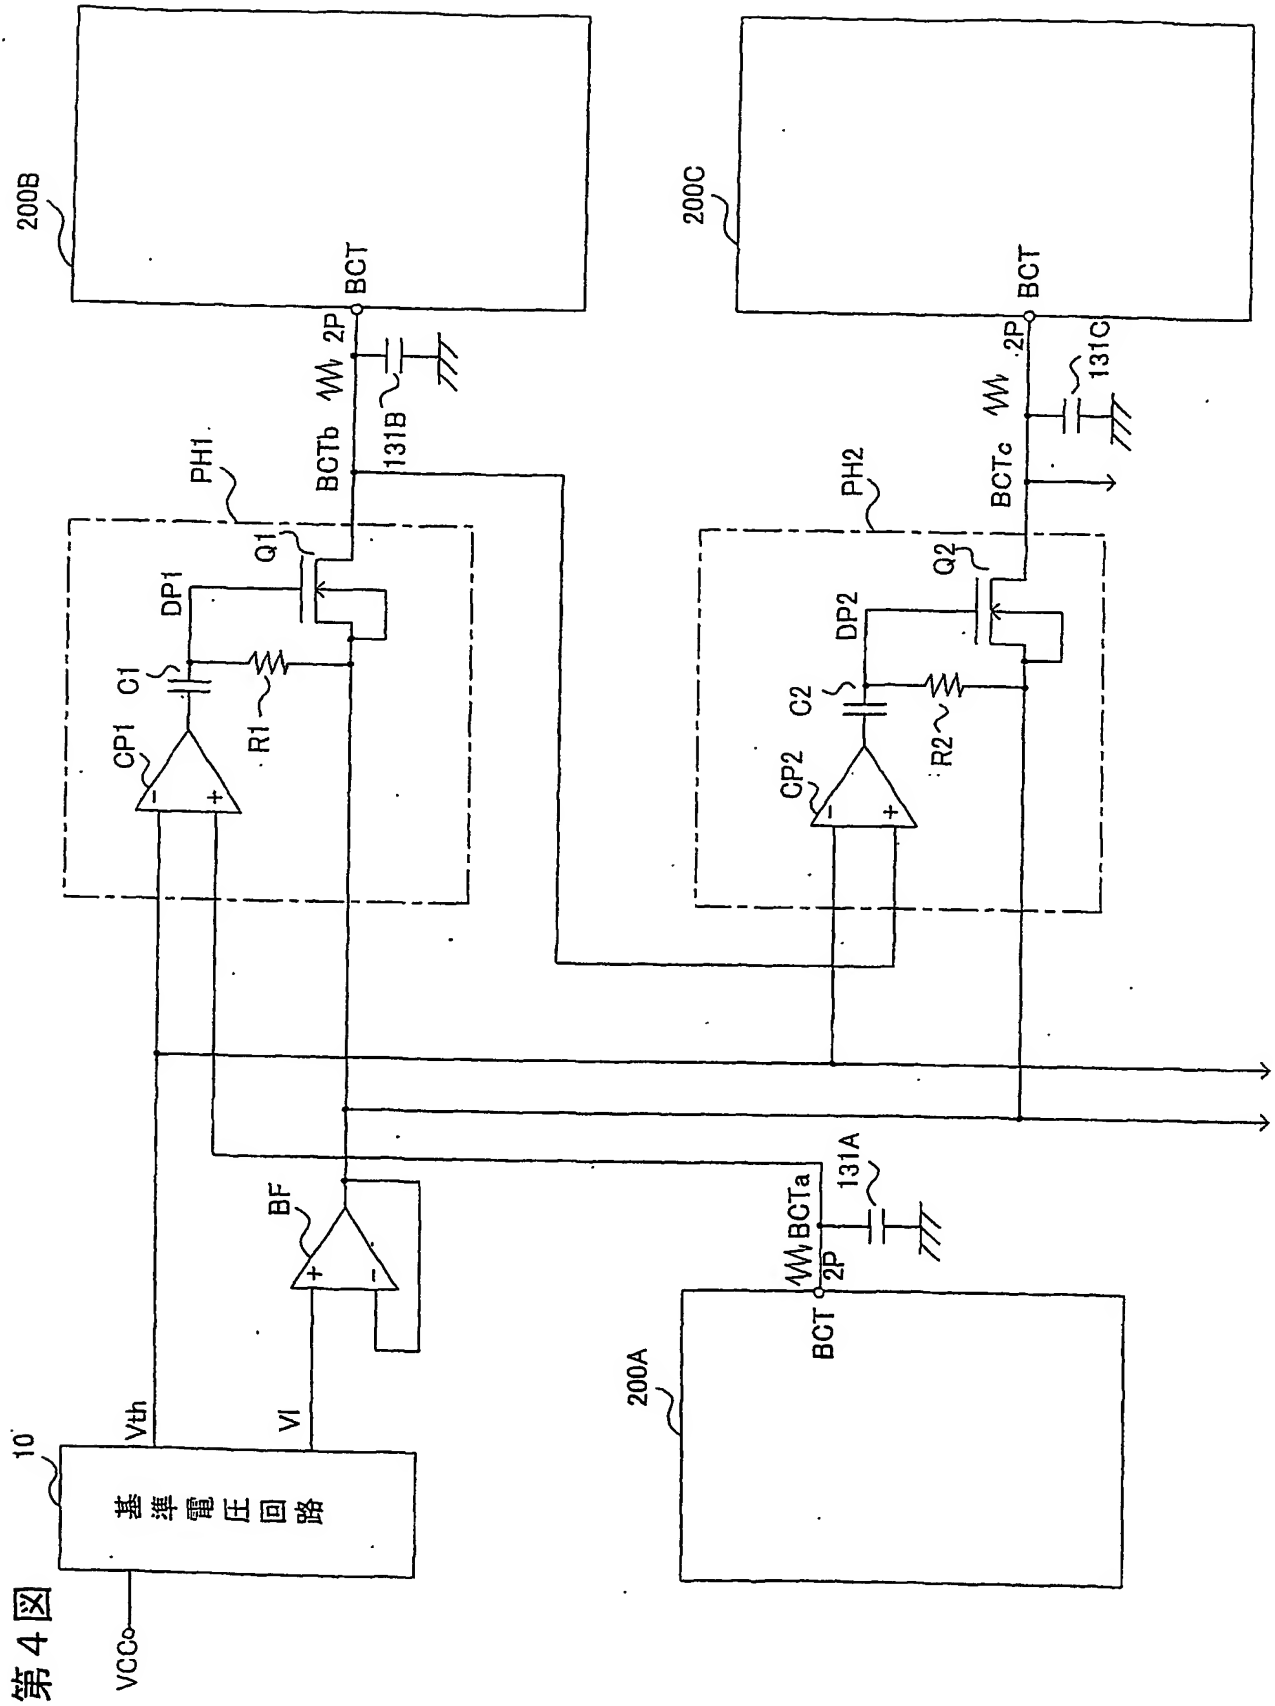 第4図
VCC
10
基準電圧回路
Vth
VI
BF
+
-
CP1
-
+
C1
R1
DP1
Q1
PH1
BCTb
131B
2P
BCT
200B
200A
BCT
2P
BCTa
131A
CP2
-
+
C2
R2
DP2
Q2
PH2
BCTc
131C
2P
BCT
200C